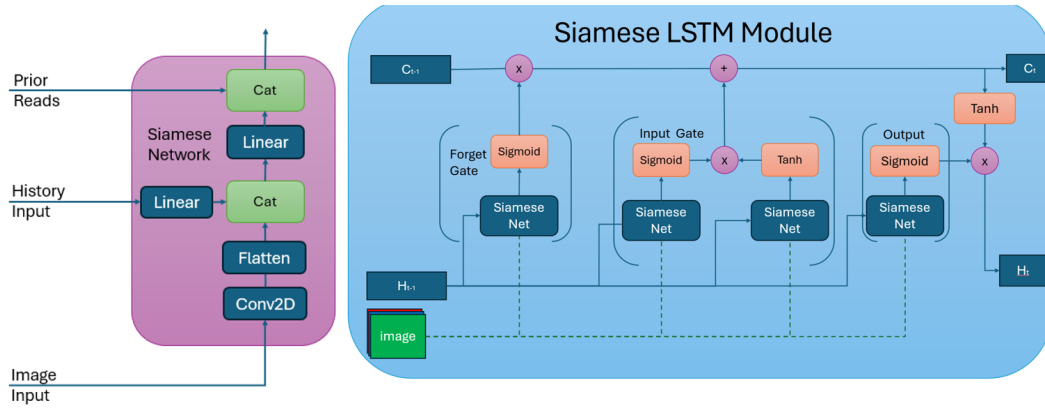 Prior
Reads
Cat
Siamese
Network
Linear
History
Input
Linear
Cat
Flatten
Conv2D
Image
Input
Siamese LSTM Module
Ct-1
x
+
Ct
Tanh
Forget
Gate
Sigmoid
Input Gate
Sigmoid
x
Tanh
Output
Sigmoid
x
Siamese
Net
Siamese
Net
Siamese
Net
Siamese
Net
Ht-1
Ht
image